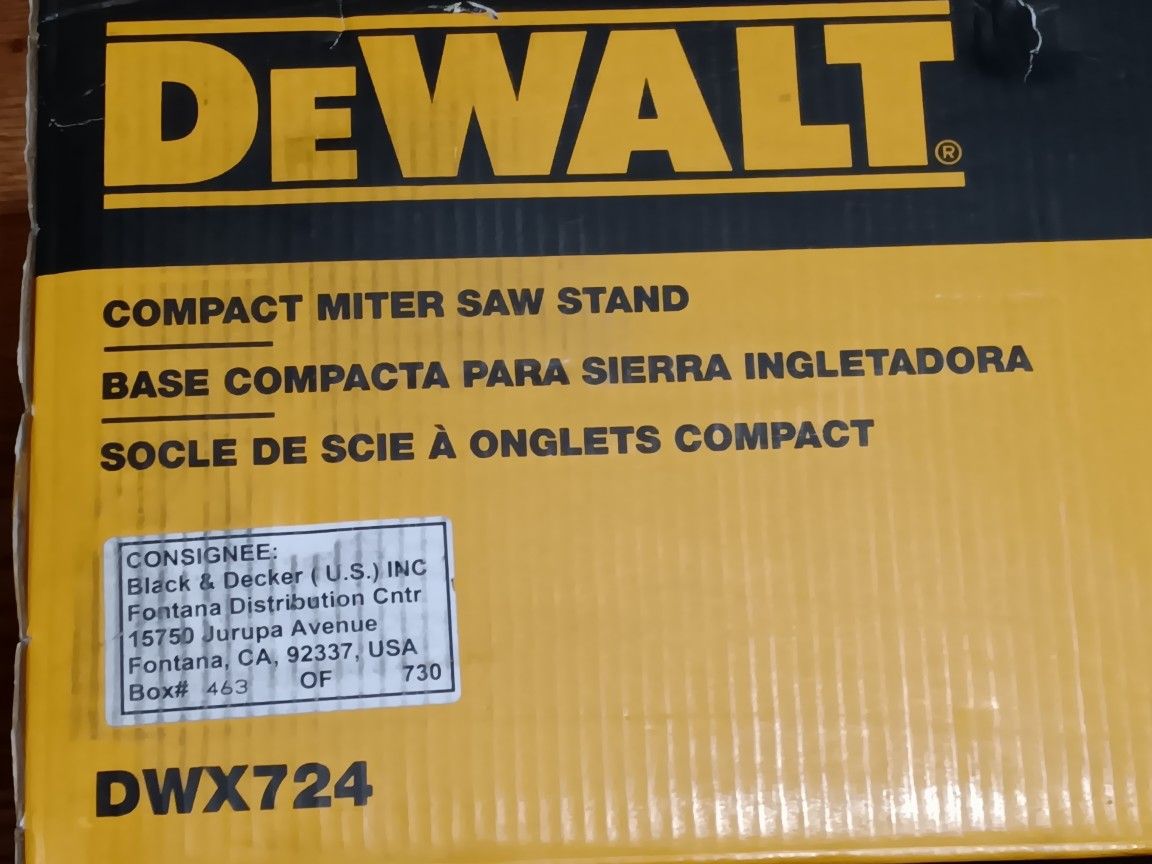 DEWALT®
COMPACT MITER SAW STAND
BASE COMPACTA PARA SIERRA INGLETADORA
SOCLE DE SCIE À ONGLETS COMPACT
CONSIGNEE:
Black & Decker ( U.S.) INC
Fontana Distribution Cntr
15750 Jurupa Avenue
Fontana, CA, 92337, USA
Box# 463 OF 730
DWX724